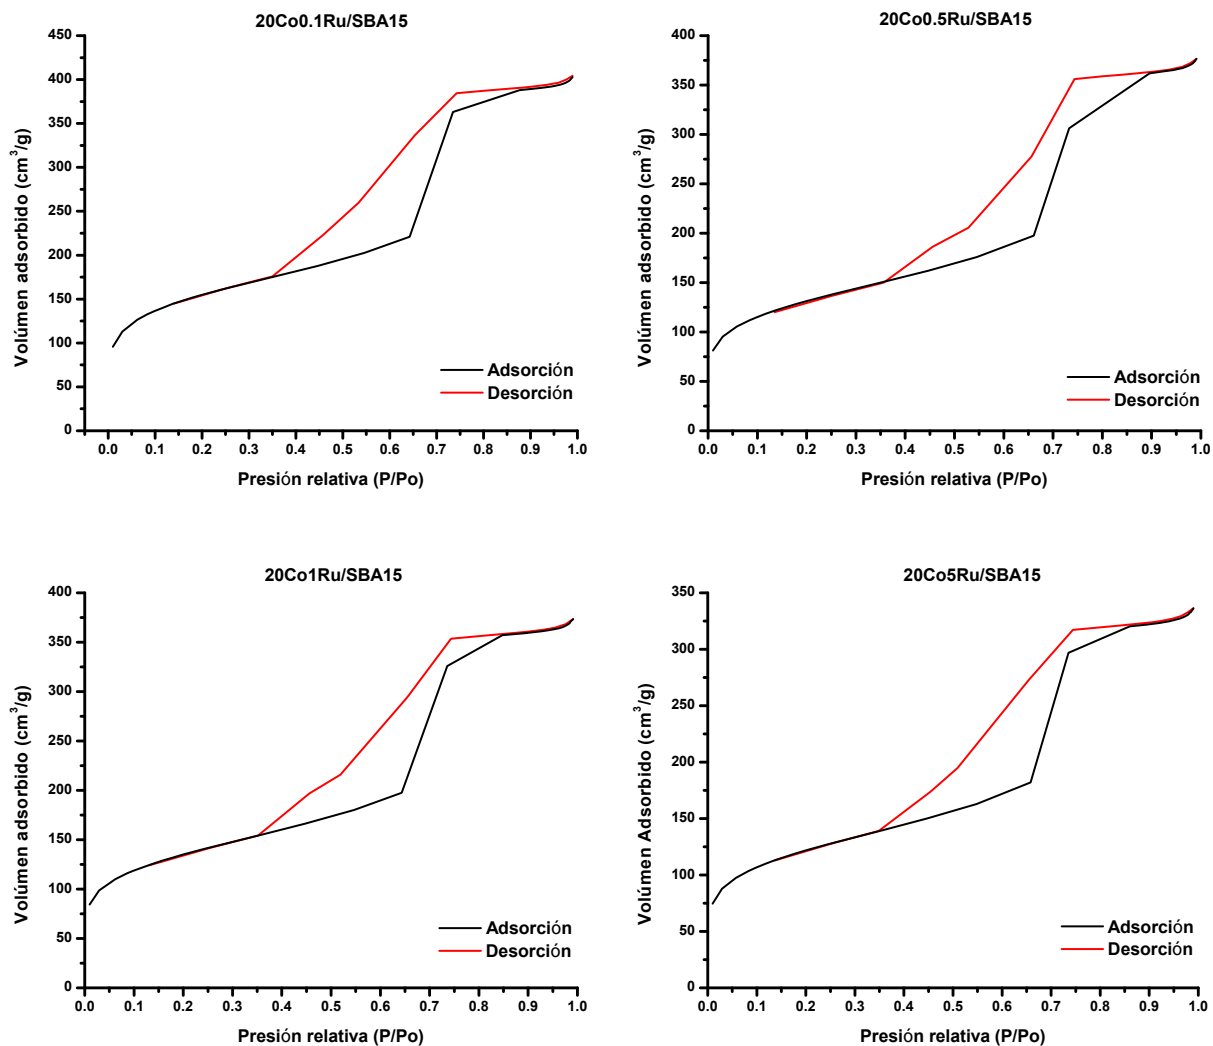 20Co0.1Ru/SBA15
450
400
350
300
250
200
150
100
50
0
Volúmen adsorbido (cm³/g)
Adsorción
Desorción
0.0 0.1 0.2 0.3 0.4 0.5 0.6 0.7 0.8 0.9 1.0
Presión relativa (P/Po)
20Co0.5Ru/SBA15
400
350
300
250
200
150
100
50
0
Volúmen adsorbido (cm³/g)
Adsorción
Desorción
0.0 0.1 0.2 0.3 0.4 0.5 0.6 0.7 0.8 0.9 1.0
Presión relativa (P/Po)
20Co1Ru/SBA15
400
350
300
250
200
150
100
50
0
Volúmen adsorbido (cm³/g)
Adsorción
Desorción
0.0 0.1 0.2 0.3 0.4 0.5 0.6 0.7 0.8 0.9 1.0
Presión relativa (P/Po)
20Co5Ru/SBA15
350
300
250
200
150
100
50
0
Volúmen Adsorbido (cm³/g)
Adsorción
Desorción
0.0 0.1 0.2 0.3 0.4 0.5 0.6 0.7 0.8 0.9 1.0
Presión relativa (P/Po)